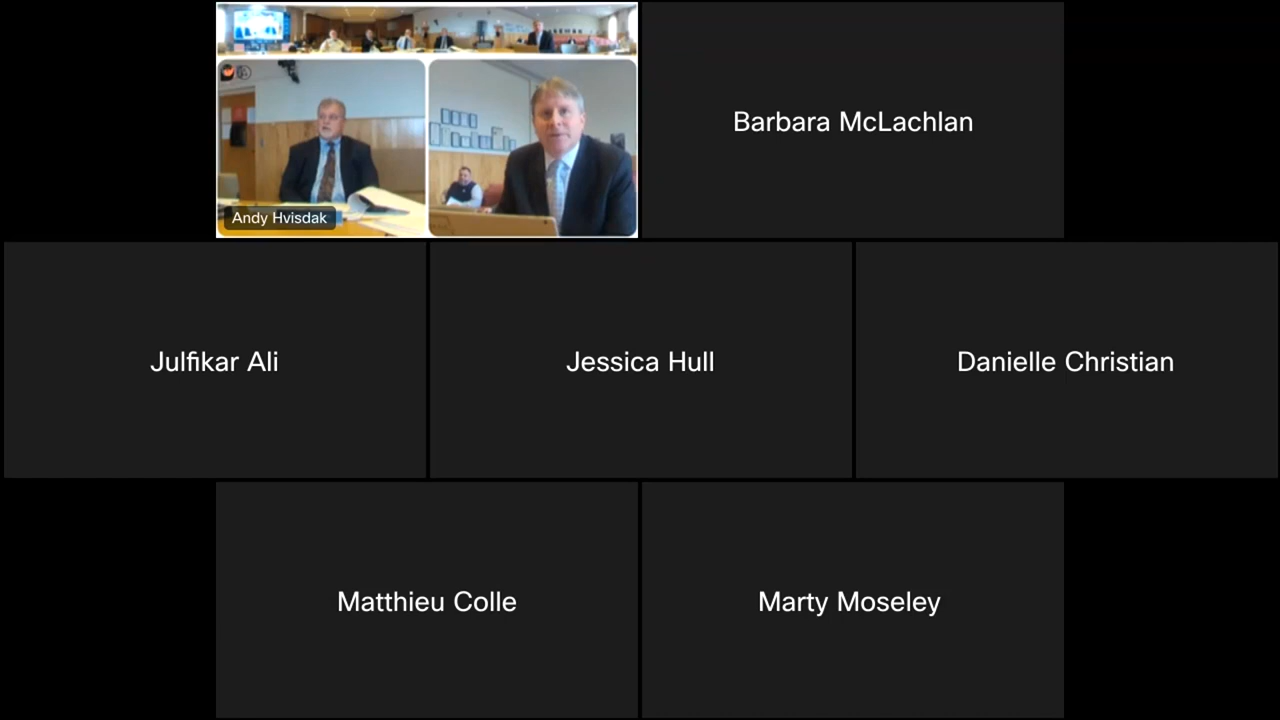 Barbara McLachlan
Andy Hvisdak
Julfikar Ali
Jessica Hull
Danielle Christian
Matthieu Colle
Marty Moseley